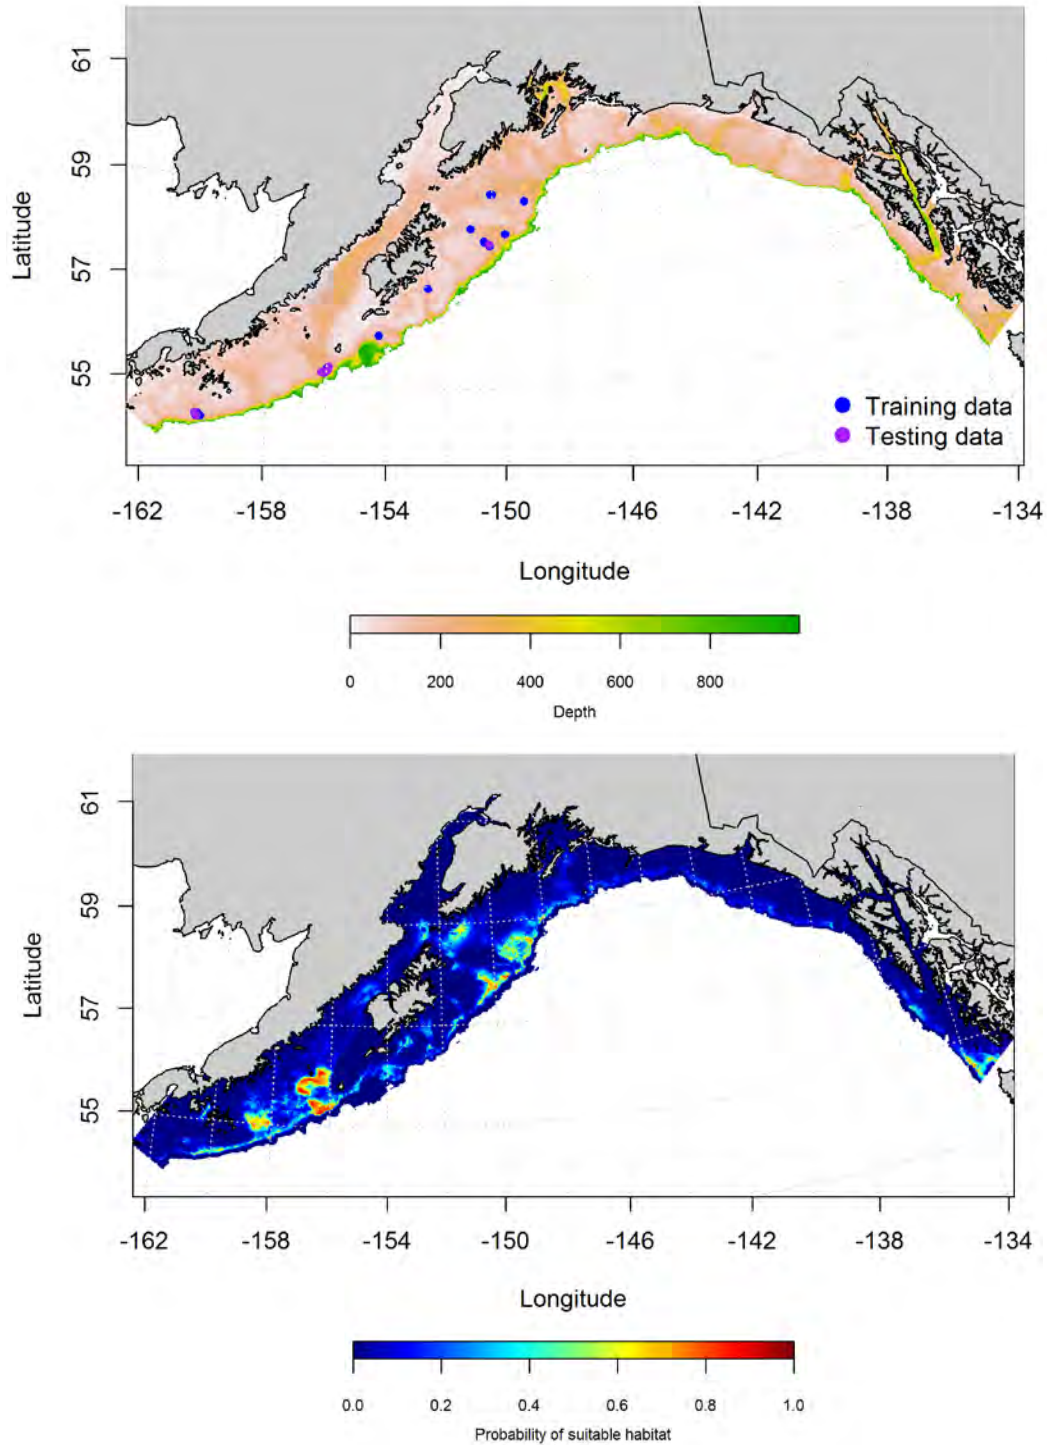 61
59
57
55
Latitude
Training data
Testing data
-162 -158 -154 -150 -146 -142 -138 -134
Longitude
0 200 400 600 800
Depth
61
59
57
55
Latitude
-162 -158 -154 -150 -146 -142 -138 -134
Longitude
0.0 0.2 0.4 0.6 0.8 1.0
Probability of suitable habitat